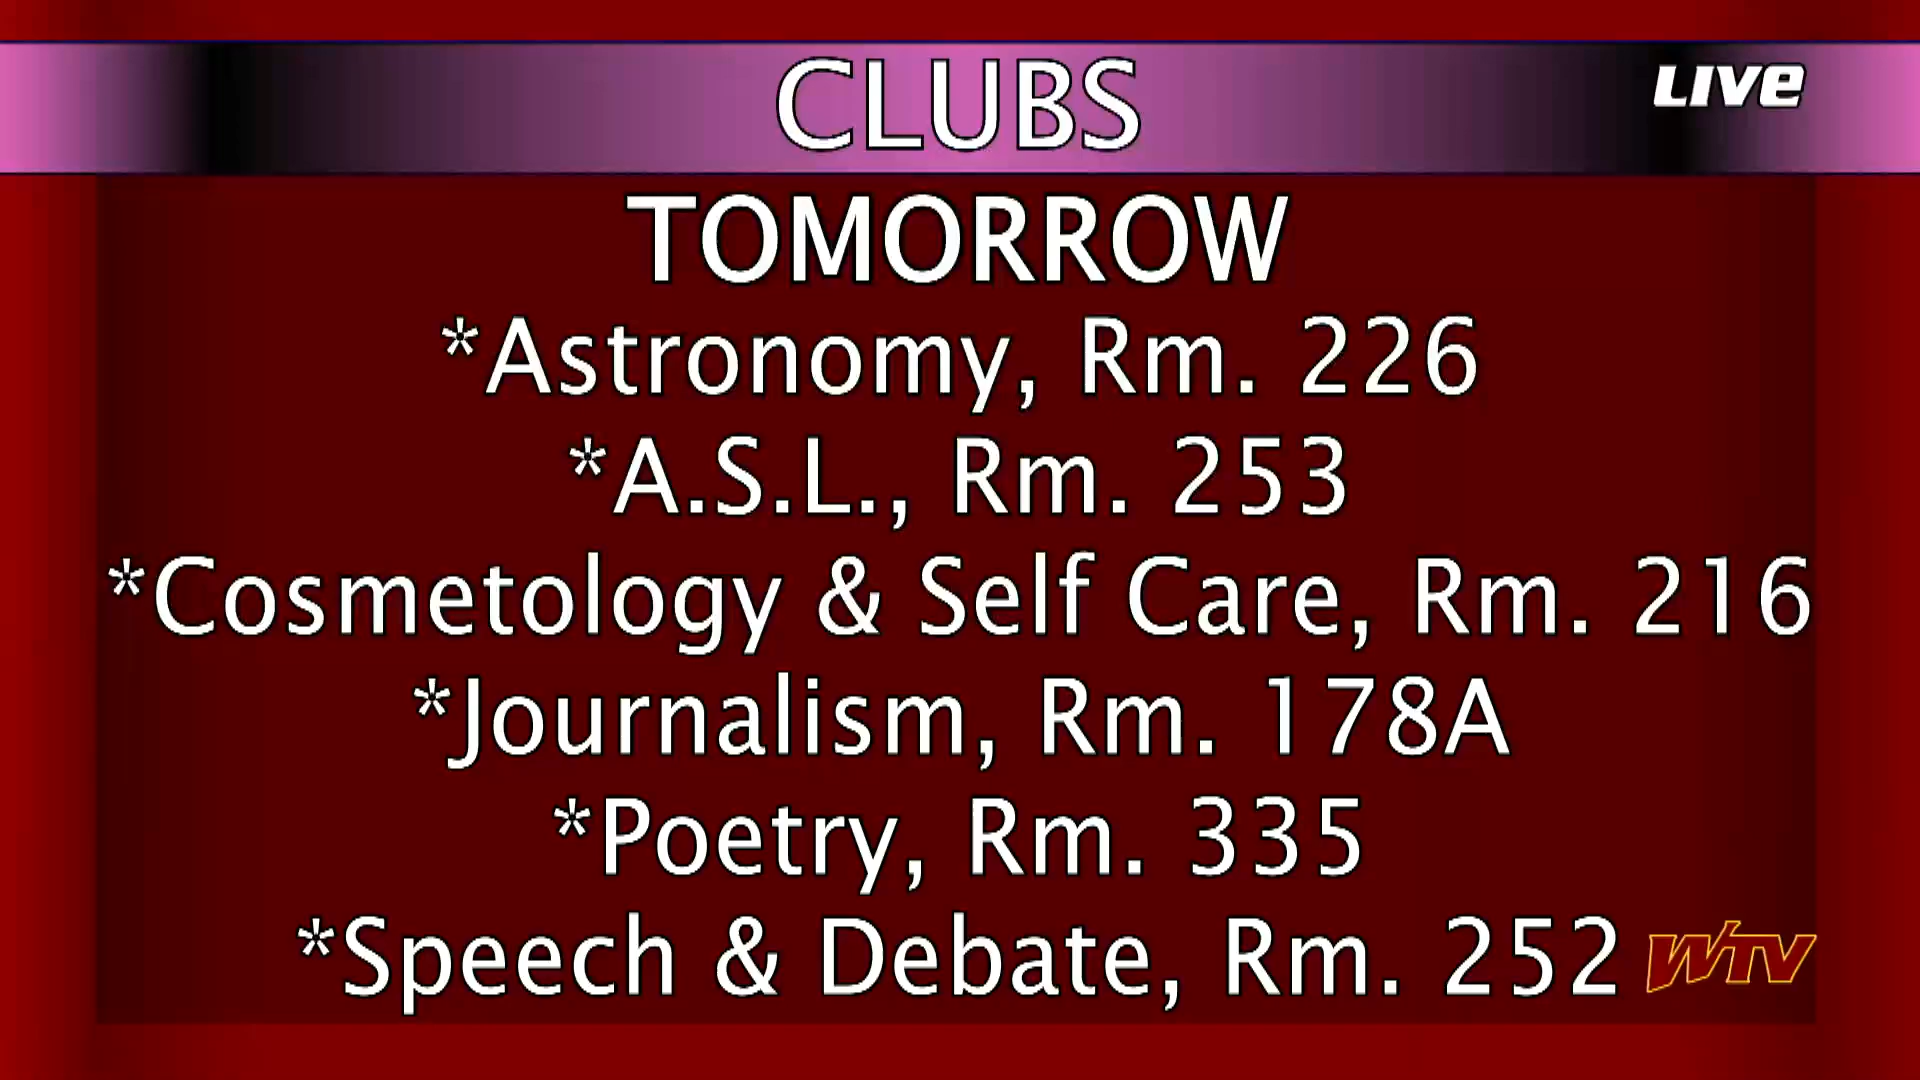 CLUBS
LIVe
TOMORROW
*Astronomy, Rm. 226
*A.S.L., Rm. 253
*Cosmetology & Self Care, Rm. 216
*Journalism, Rm. 178A
*Poetry, Rm. 335
*Speech & Debate, Rm. 252
WTV